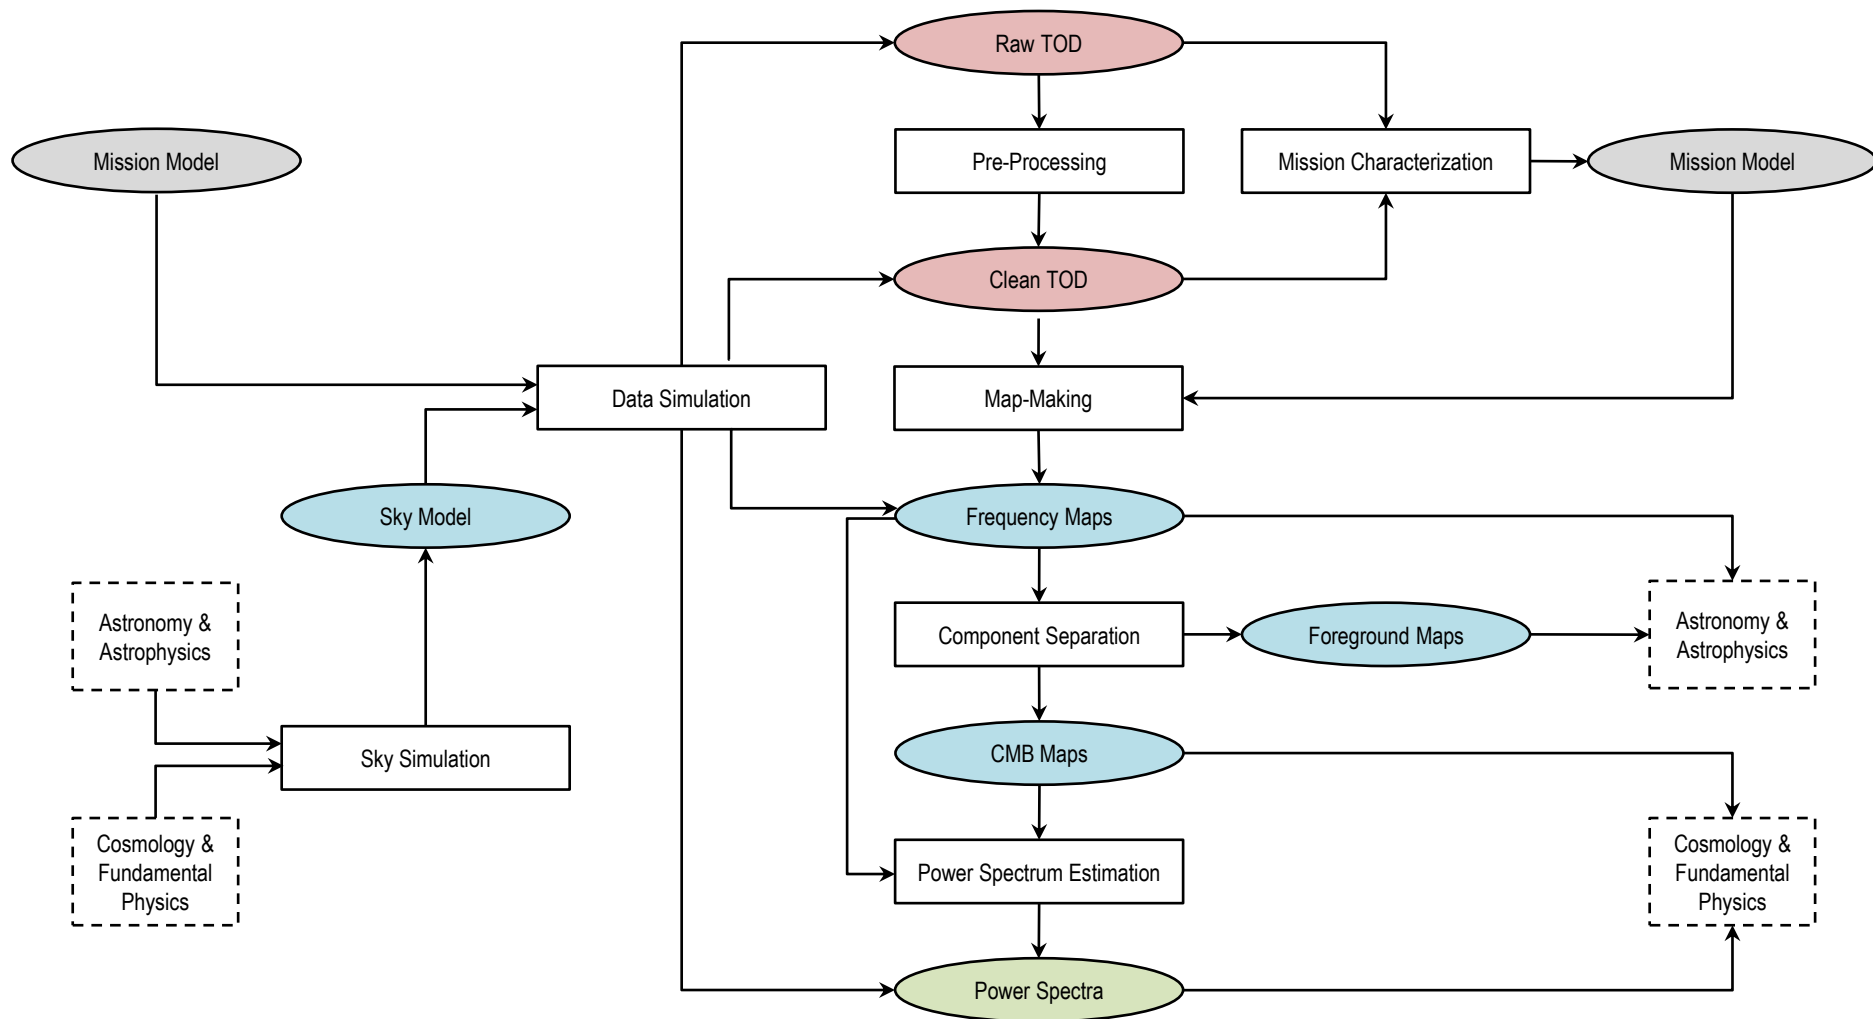 Raw TOD
Mission Model
Pre-Processing
Mission Characterization
Mission Model
Clean TOD
Data Simulation
Map-Making
Sky Model
Frequency Maps
Astronomy &
Astrophysics
Component Separation
Foreground Maps
Astronomy &
Astrophysics
Sky Simulation
CMB Maps
Cosmology &
Fundamental
Physics
Power Spectrum Estimation
Cosmology &
Fundamental
Physics
Power Spectra